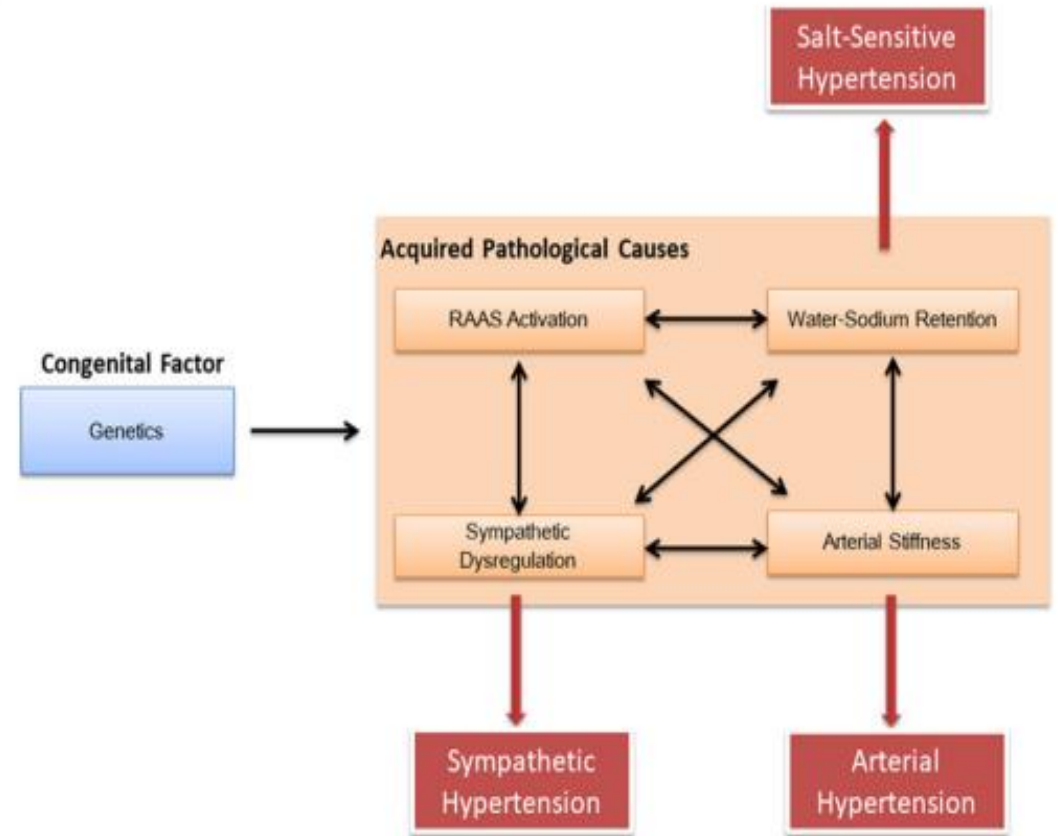 Salt-Sensitive
Hypertension
Acquired Pathological Causes
RAAS Activation
Water-Sodium Retention
Congenital Factor
Genetics
Sympathetic
Dysregulation
Arterial Stiffness
Sympathetic
Hypertension
Arterial
Hypertension